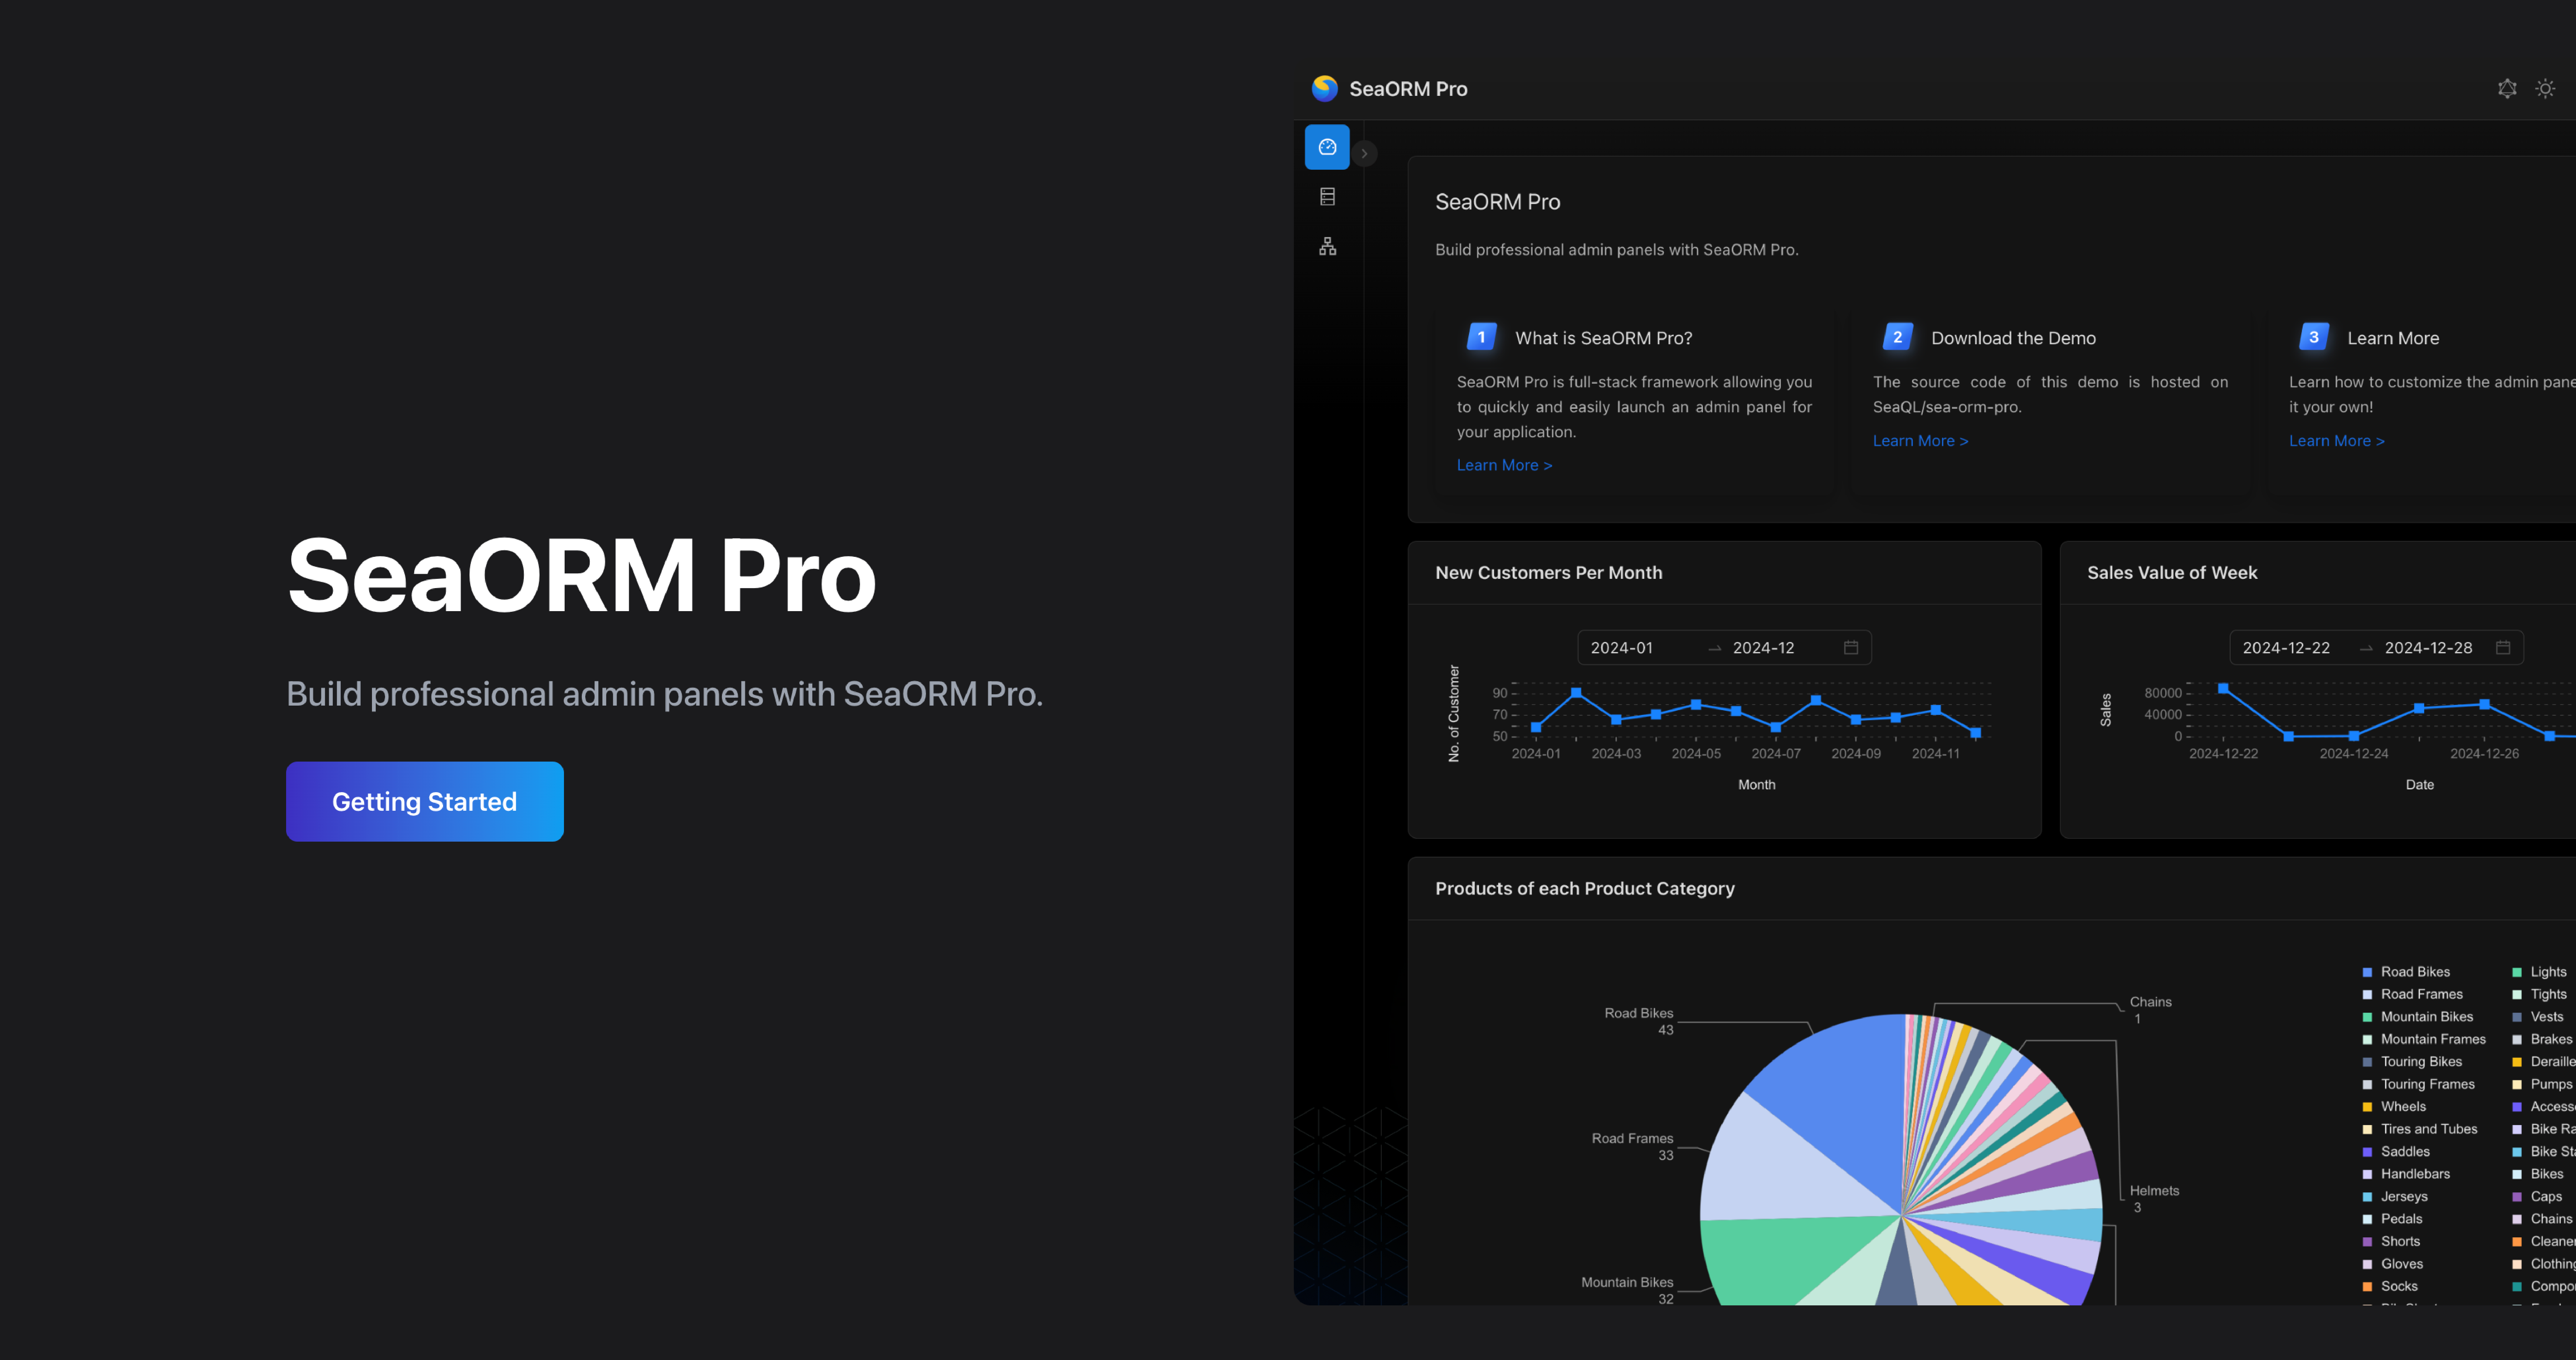 SeaORM Pro
Build professional admin panels with SeaORM Pro.
Getting Started
SeaORM Pro
SeaORM Pro
Build professional admin panels with SeaORM Pro.
1 What is SeaORM Pro?
SeaORM Pro is full-stack framework allowing you
to quickly and easily launch an admin panel for
your application.
Learn More >
2 Download the Demo
The source code of this demo is hosted on
SeaQL/sea-orm-pro.
Learn More >
3 Learn More
Learn how to customize the admin pane
it your own!
Learn More >
New Customers Per Month
2024-01 2024-12
No. of Customer
90
70
50
2024-01 2024-03 2024-05 2024-07 2024-09 2024-11
Month
Sales Value of Week
2024-12-22 2024-12-28
Sales
80000
40000
0
2024-12-22 2024-12-24 2024-12-26
Date
Products of each Product Category
Road Bikes
43
Road Frames
33
Mountain Bikes
32
Chains
1
Helmets
3
Road Bikes
Road Frames
Mountain Bikes
Mountain Frames
Touring Bikes
Touring Frames
Wheels
Tires and Tubes
Saddles
Handlebars
Jerseys
Pedals
Shorts
Gloves
Socks
Lights
Tights
Vests
Brakes
Deraille
Pumps
Access
Bike Ra
Bike Sta
Bikes
Caps
Chains
Cleaner
Clothing
Compo